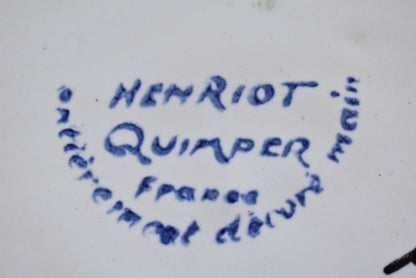 HENRIOT
QUIMPER
France
entièrement décoré main